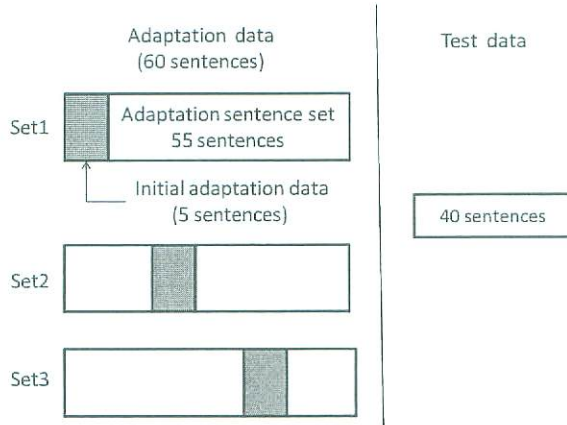 Adaptation data
(60 sentences)
Test data
Set1
Adaptation sentence set
55 sentences
Initial adaptation data
(5 sentences)
40 sentences
Set2
Set3